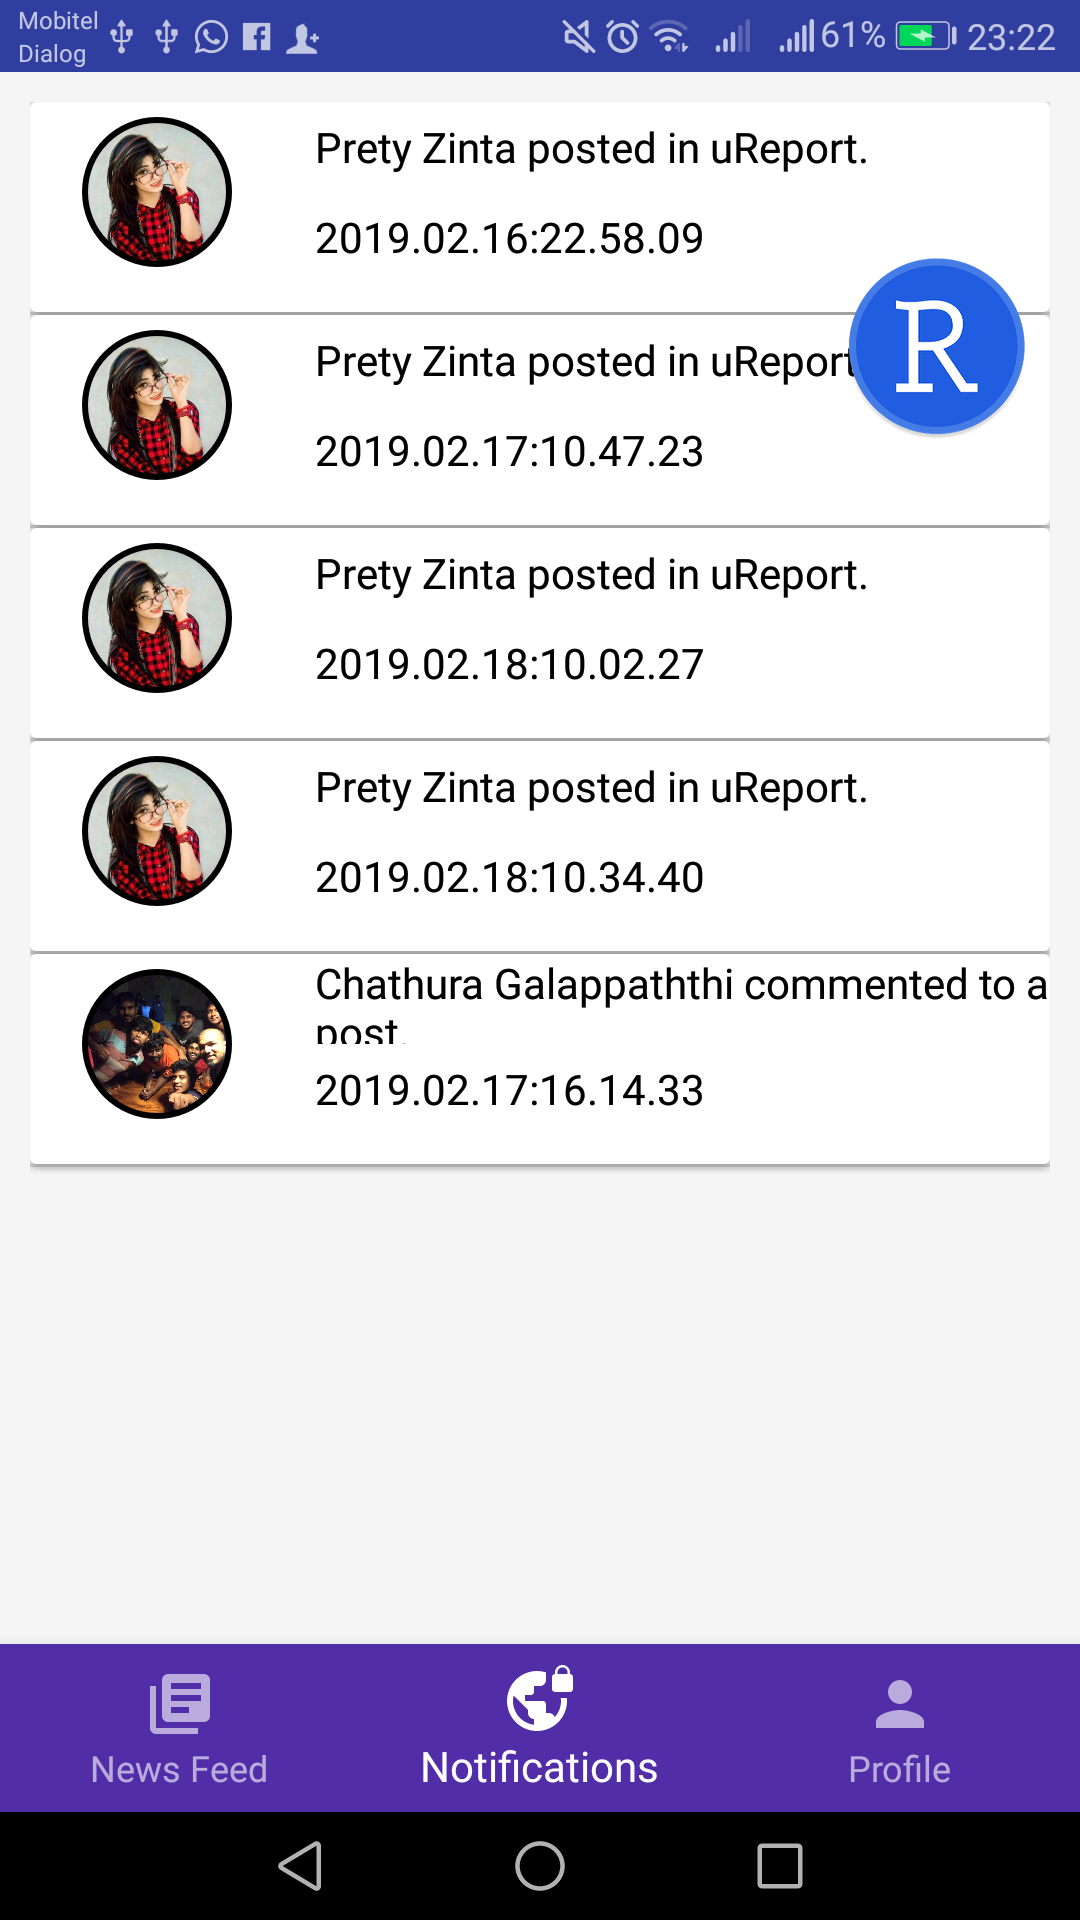 Mobitel
Dialog
61% 23:22
Prety Zinta posted in uReport.
2019.02.16:22.58.09
R
Prety Zinta posted in uReport
2019.02.17:10.47.23
Prety Zinta posted in uReport.
2019.02.18:10.02.27
Prety Zinta posted in uReport.
2019.02.18:10.34.40
Chathura Galappaththi commented to a
post.
2019.02.17:16.14.33
News Feed
Notifications
Profile